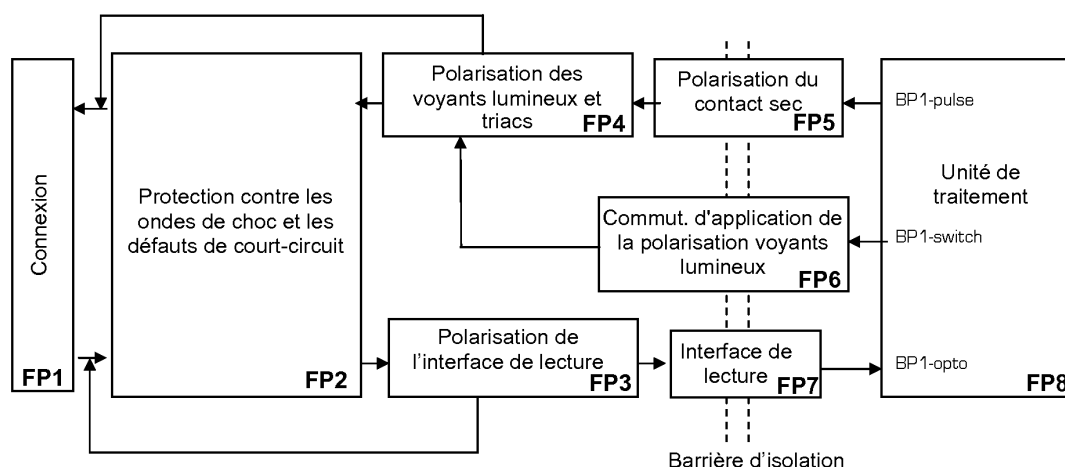 Connexion
FP1
Protection contre les
ondes de choc et les
défauts de court-circuit
FP2
Polarisation des
voyants lumineux et
triacs
FP4
Polarisation du
contact sec
FP5
BP1-pulse
Commut. d'application de
la polarisation voyants
lumineux
FP6
Unité de
traitement
BP1-switch
Polarisation de
l'interface de lecture
FP3
Interface de
lecture
FP7
BP1-opto
FP8
Barrière d'isolation